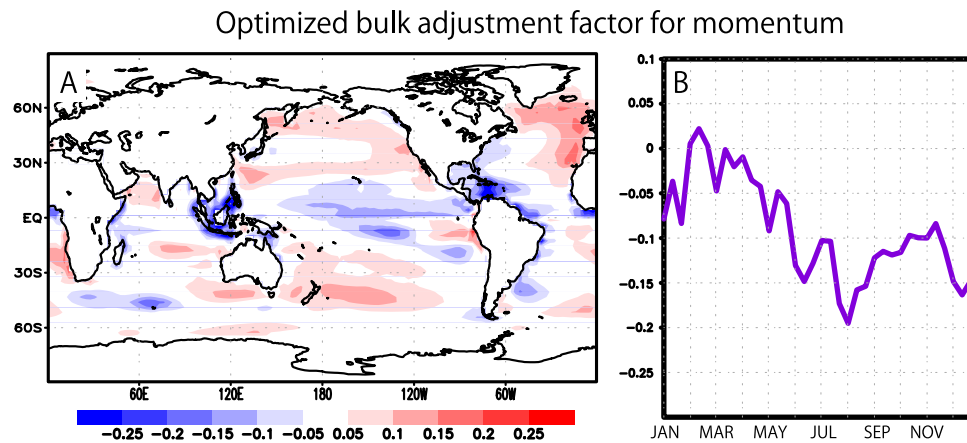 Optimized bulk adjustment factor for momentum
A
60N
30N
EQ
30S
60S
60E 120E 180 120W 60W
-0.25 -0.2 -0.15 -0.1 -0.05 0.05 0.1 0.15 0.2 0.25
B
0.1
0.05
0
-0.05
-0.1
-0.15
-0.2
-0.25
JAN MAR MAY JUL SEP NOV